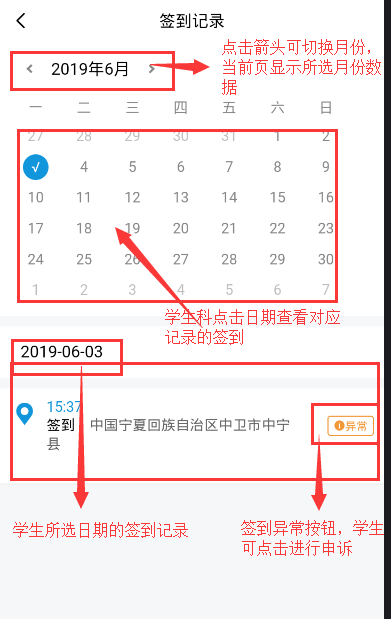 签到记录
点击箭头可切换月份，
当前页显示所选月份数
据
2019年6月
一 二 三 四 五 六 日
27 28 29 30 31 1 2
√ 4 5 6 7 8 9
10 11 12 13 14 15 16
17 18 19 20 21 22 23
24 25 26 27 28 29 30
1 2 3 4 5 6 7
学生科点击日期查看对应
记录的签到
2019-06-03
15:37
签到 中国宁夏回族自治区中卫市中宁
县
异常
学生所选日期的签到记录
签到异常按钮，学生
可点击进行申诉